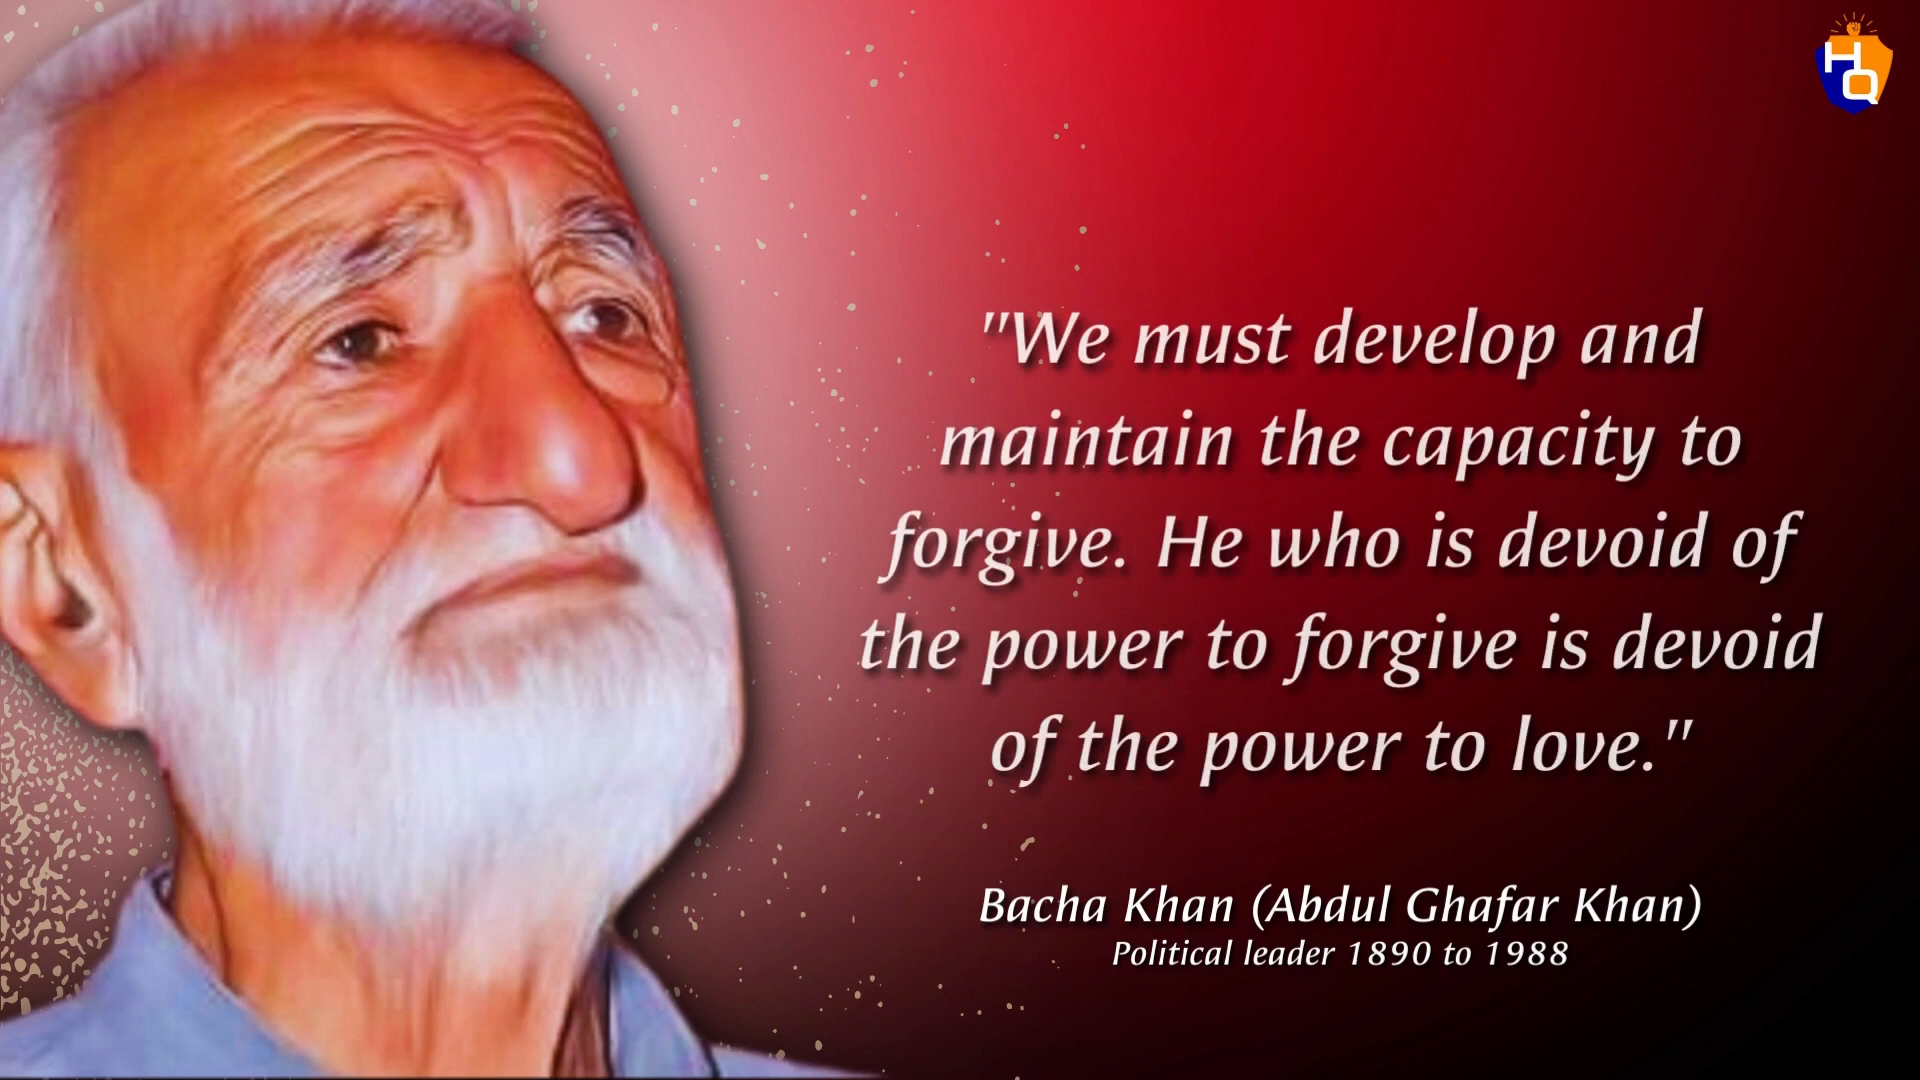 HQ
"We must develop and
maintain the capacity to
forgive. He who is devoid of
the power to forgive is devoid
of the power to love."
Bacha Khan (Abdul Ghafar Khan)
Political leader 1890 to 1988